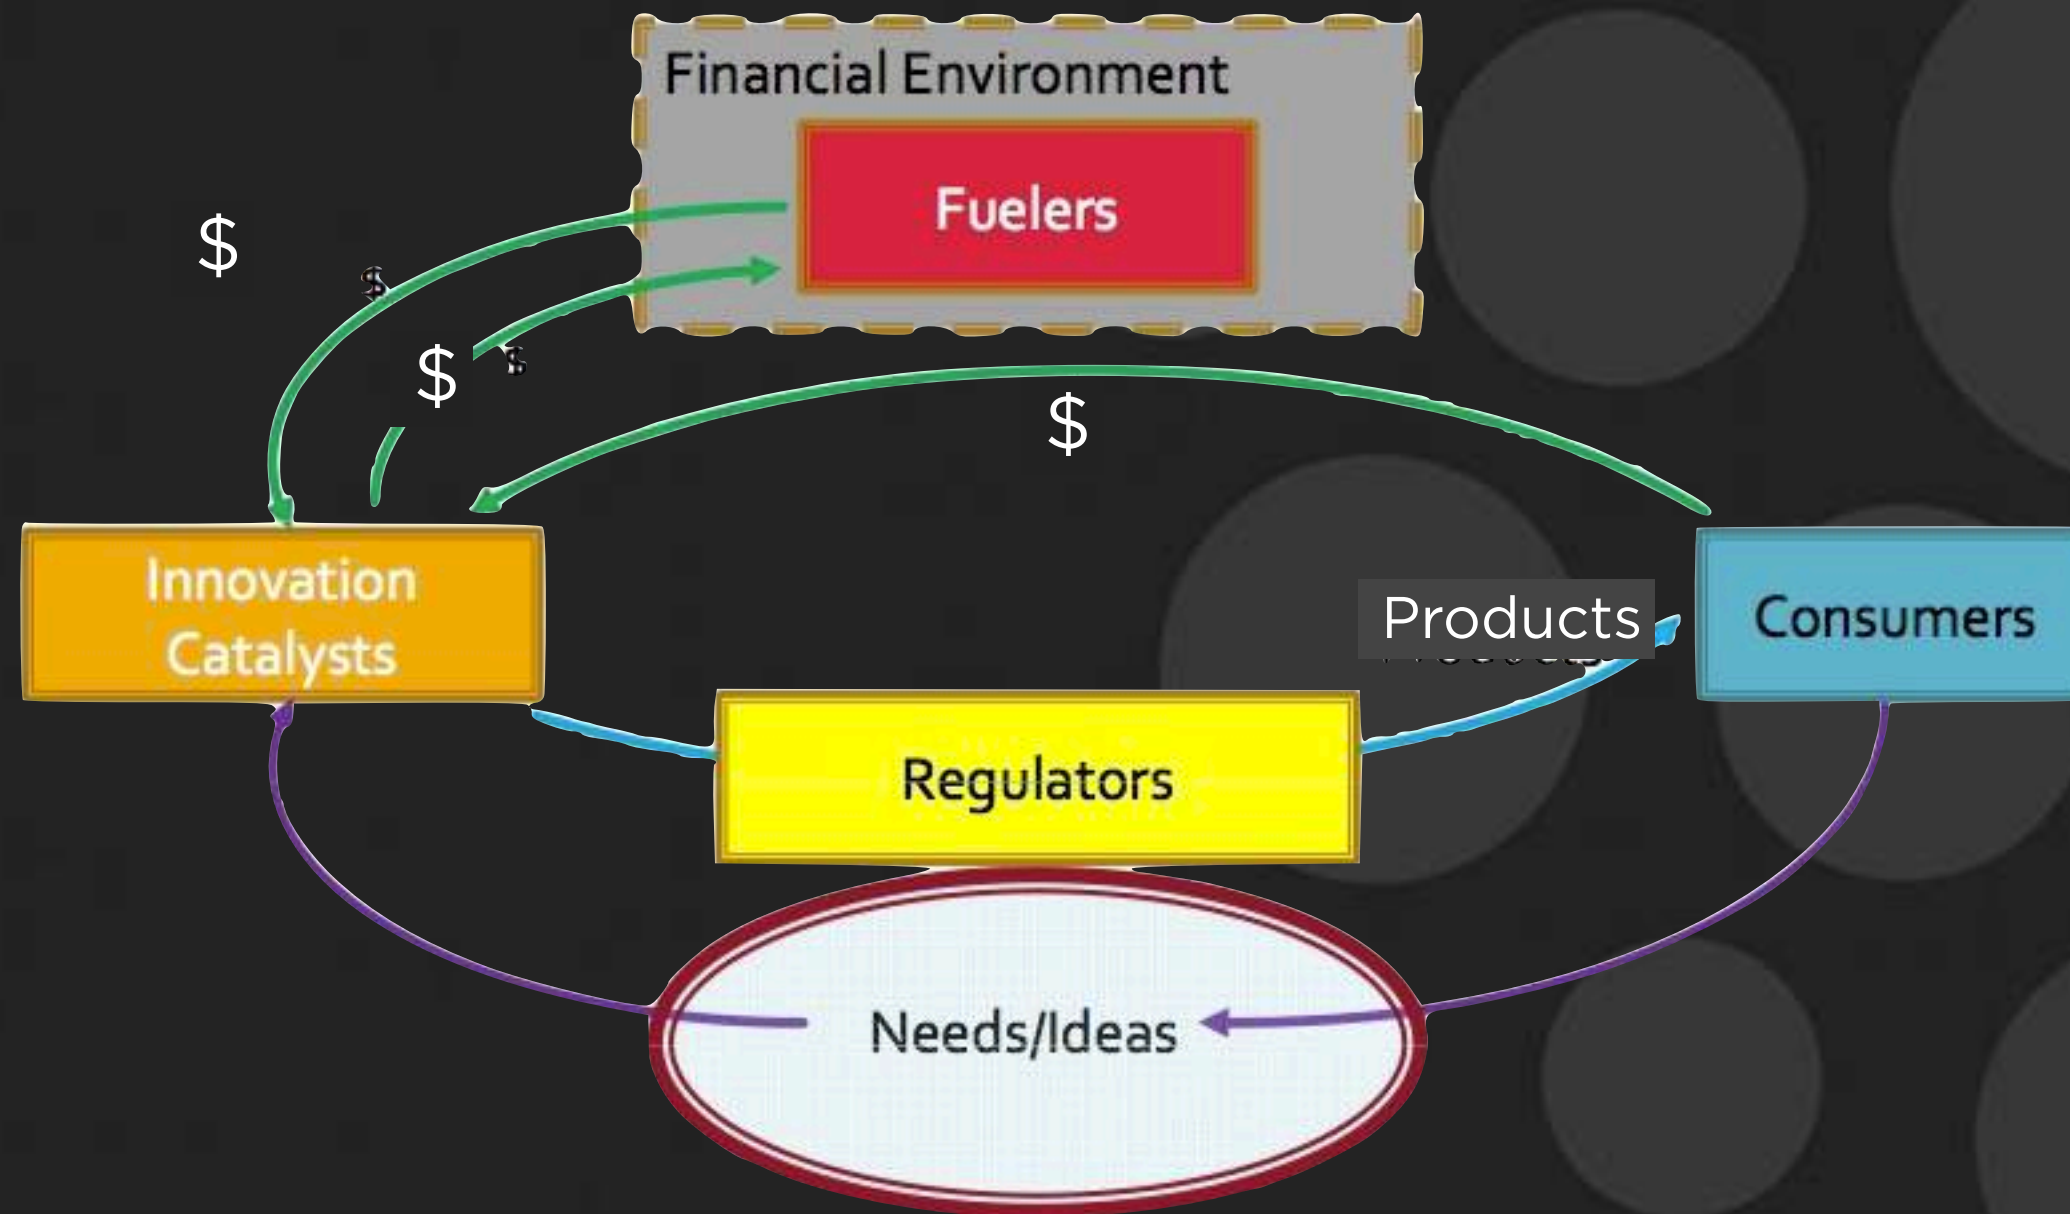 Financial Environment
Fuelers
$
$
$
$
$
Innovation
Catalysts
Products
Consumers
Regulators
Needs/Ideas